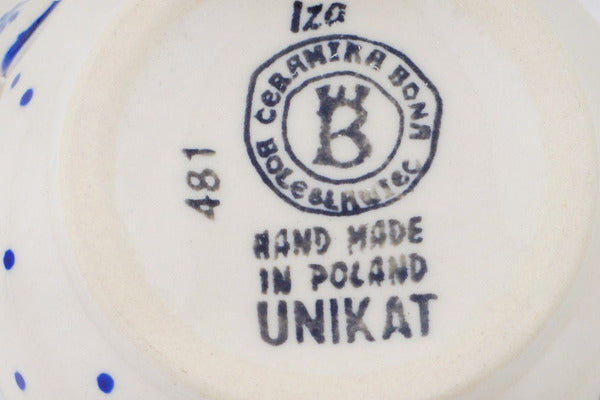 Iza
CERAMIKA BONA
B
BOLESLAWIEC
481
HAND MADE
IN POLAND
UNIKAT